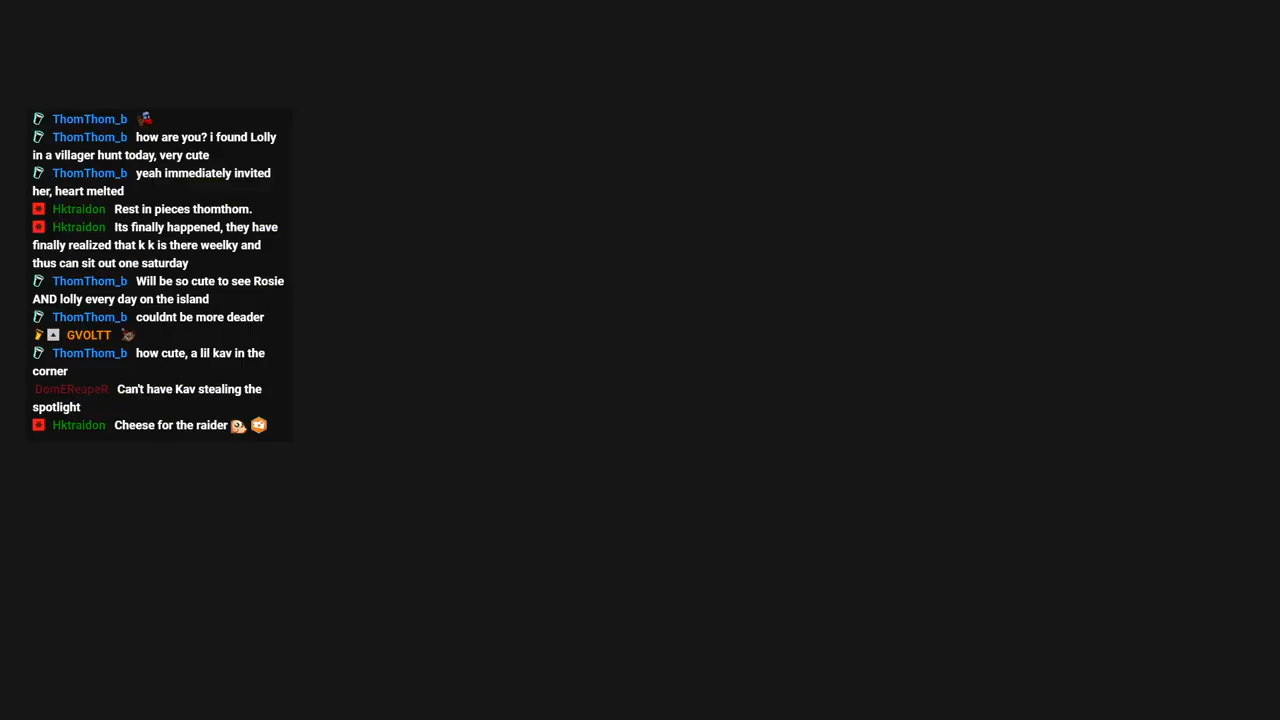 ThomThom_b
ThomThom_b how are you? i found Lolly
in a villager hunt today, very cute
ThomThom_b yeah immediately invited
her, heart melted
Hktraidon Rest in pieces thomthom.
Hktraidon Its finally happened, they have
finally realized that k k is there weelky and
thus can sit out one saturday
ThomThom_b Will be so cute to see Rosie
AND lolly every day on the island
ThomThom_b couldnt be more deader
GVOLTT
ThomThom_b how cute, a lil kav in the
corner
DomEReapeR Can't have Kav stealing the
spotlight
Hktraidon Cheese for the raider